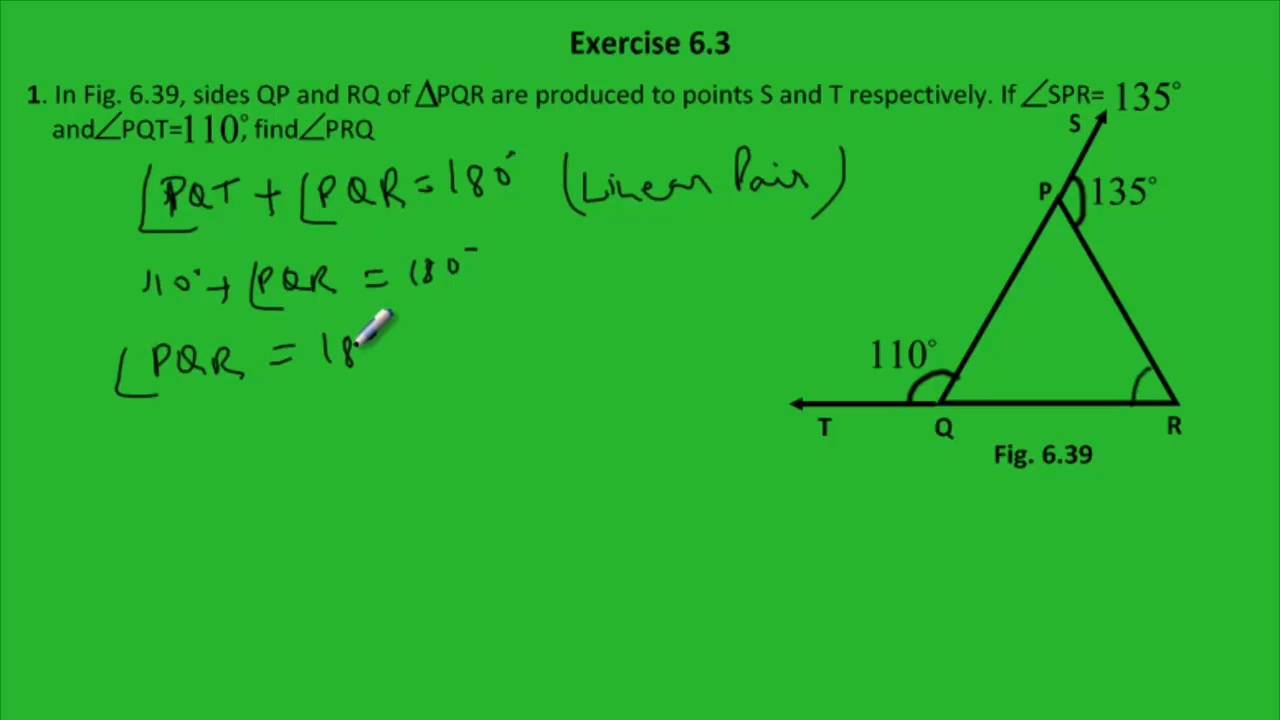 Exercise 6.3
1. In Fig. 6.39, sides QP and RQ of ΔPQR are produced to points S and T respectively. If ∠SPR= 135°
and∠PQT=110°, find∠PRQ
∠PQT + ∠PQR = 180° (Linear Pair)
110° + ∠PQR = 180°
∠PQR = 18
S
P 135°
110°
T Q R
Fig. 6.39